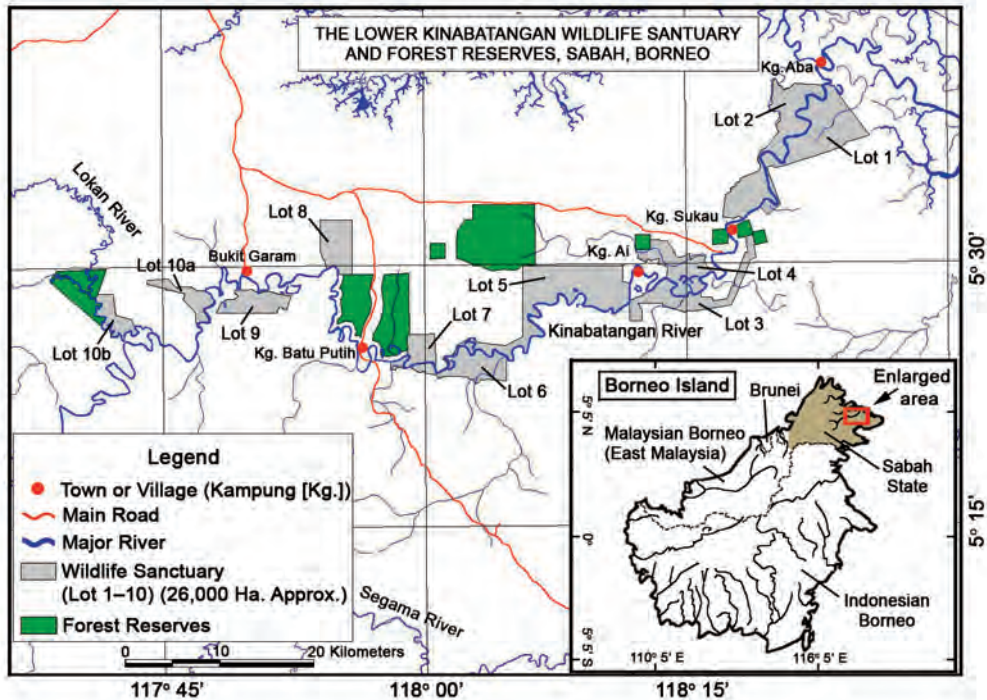 THE LOWER KINABATANGAN WILDLIFE SANTUARY
AND FOREST RESERVES, SABAH, BORNEO
Kg. Aba
Lot 2
Lot 1
Lokan River
Lot 8
Kg. Sukau
Bukit Garam
Kg. Ai
5° 30'
Lot 10a
Lot 5
Lot 4
Lot 9
Lot 7
Kinabatangan River
Lot 3
Lot 10b
Kg. Batu Putih
Lot 6
Borneo Island
Brunei
Enlarged
area
5° 5'N
Malaysian Borneo
(East Malaysia)
Sabah
State
0°
Indonesian
Borneo
5° 5'S
110° 5' E
116° 5' E
5° 15'
Legend
Town or Village (Kampung [Kg.])
Main Road
Major River
Wildlife Sanctuary
(Lot 1–10) (26,000 Ha. Approx.)
Forest Reserves
Segama River
0 10 20 Kilometers
117°45' 118° 00' 118° 15'